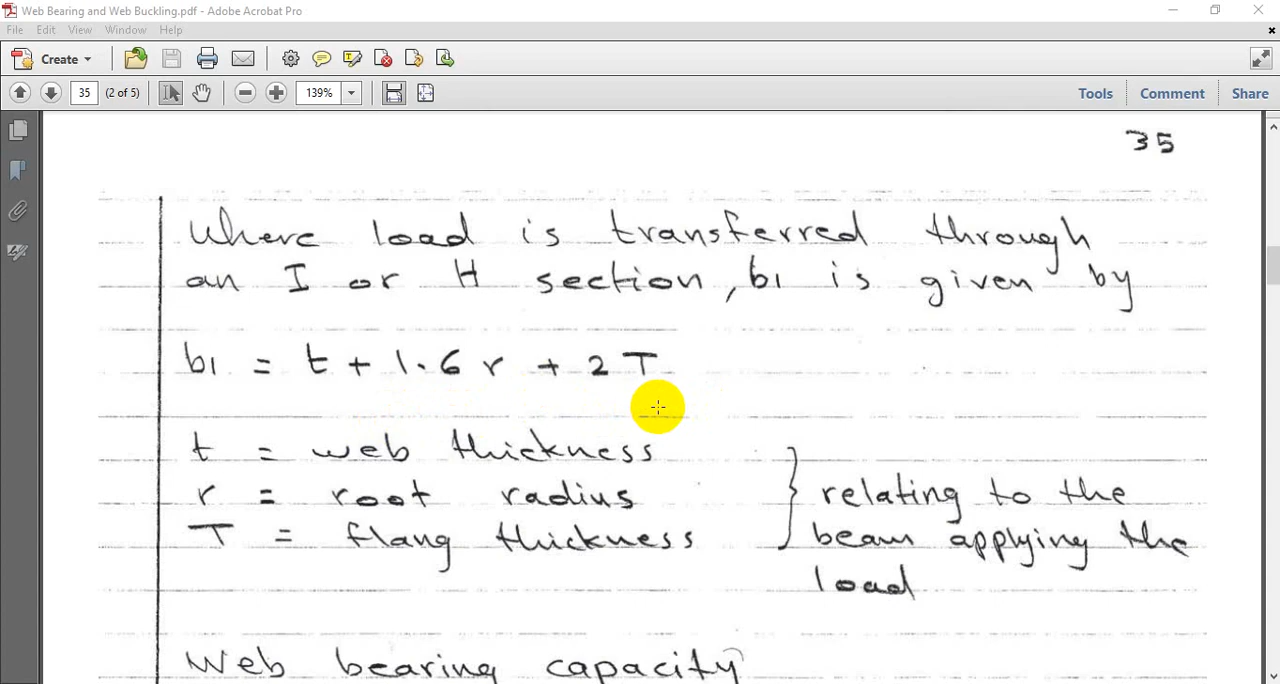 Web Bearing and Web Buckling.pdf - Adobe Acrobat Pro
File Edit View Window Help
Create
35 (2 of 5) 139% Tools Comment Share
35
Where load is transferred through
an I or H section, b1 is given by
b1 = t + 1.6 r + 2 T
t = web thickness
r = root radius
T = flang thickness
relating to the
beam applying the
load
Web bearing capacity